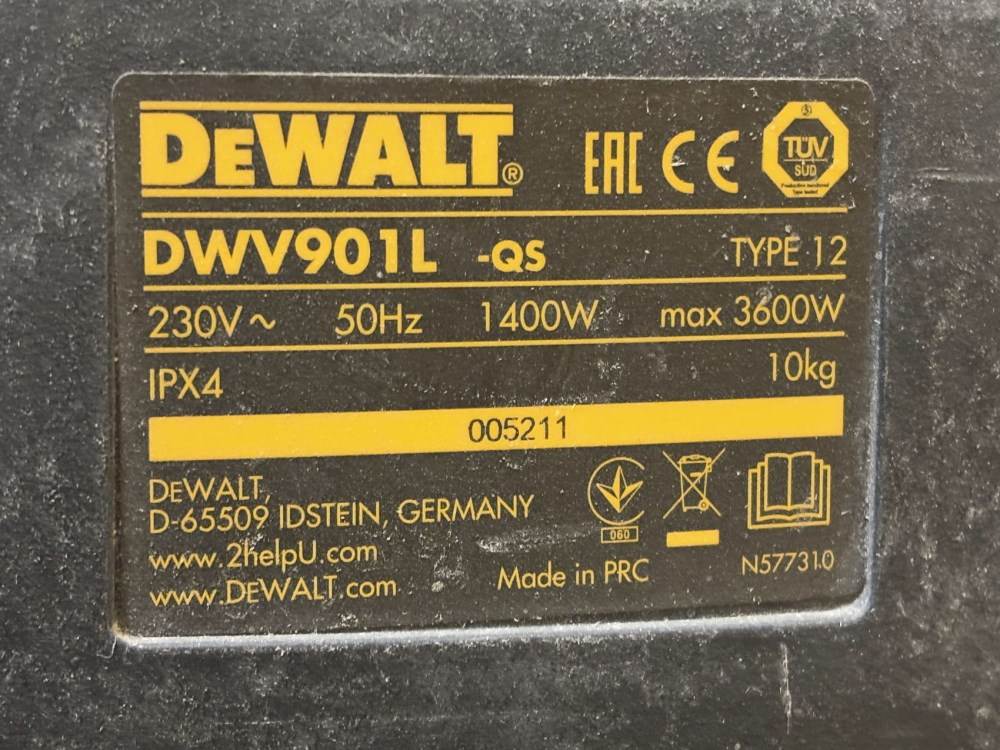 DEWALT®
EAC CE
TÜV
SÜD
DWV901L -QS TYPE 12
230V~ 50Hz 1400W max 3600W
IPX4 10kg
005211
DEWALT,
D-65509 IDSTEIN, GERMANY
www.2helpU.com
www.DEWALT.com
060
Made in PRC
N577310